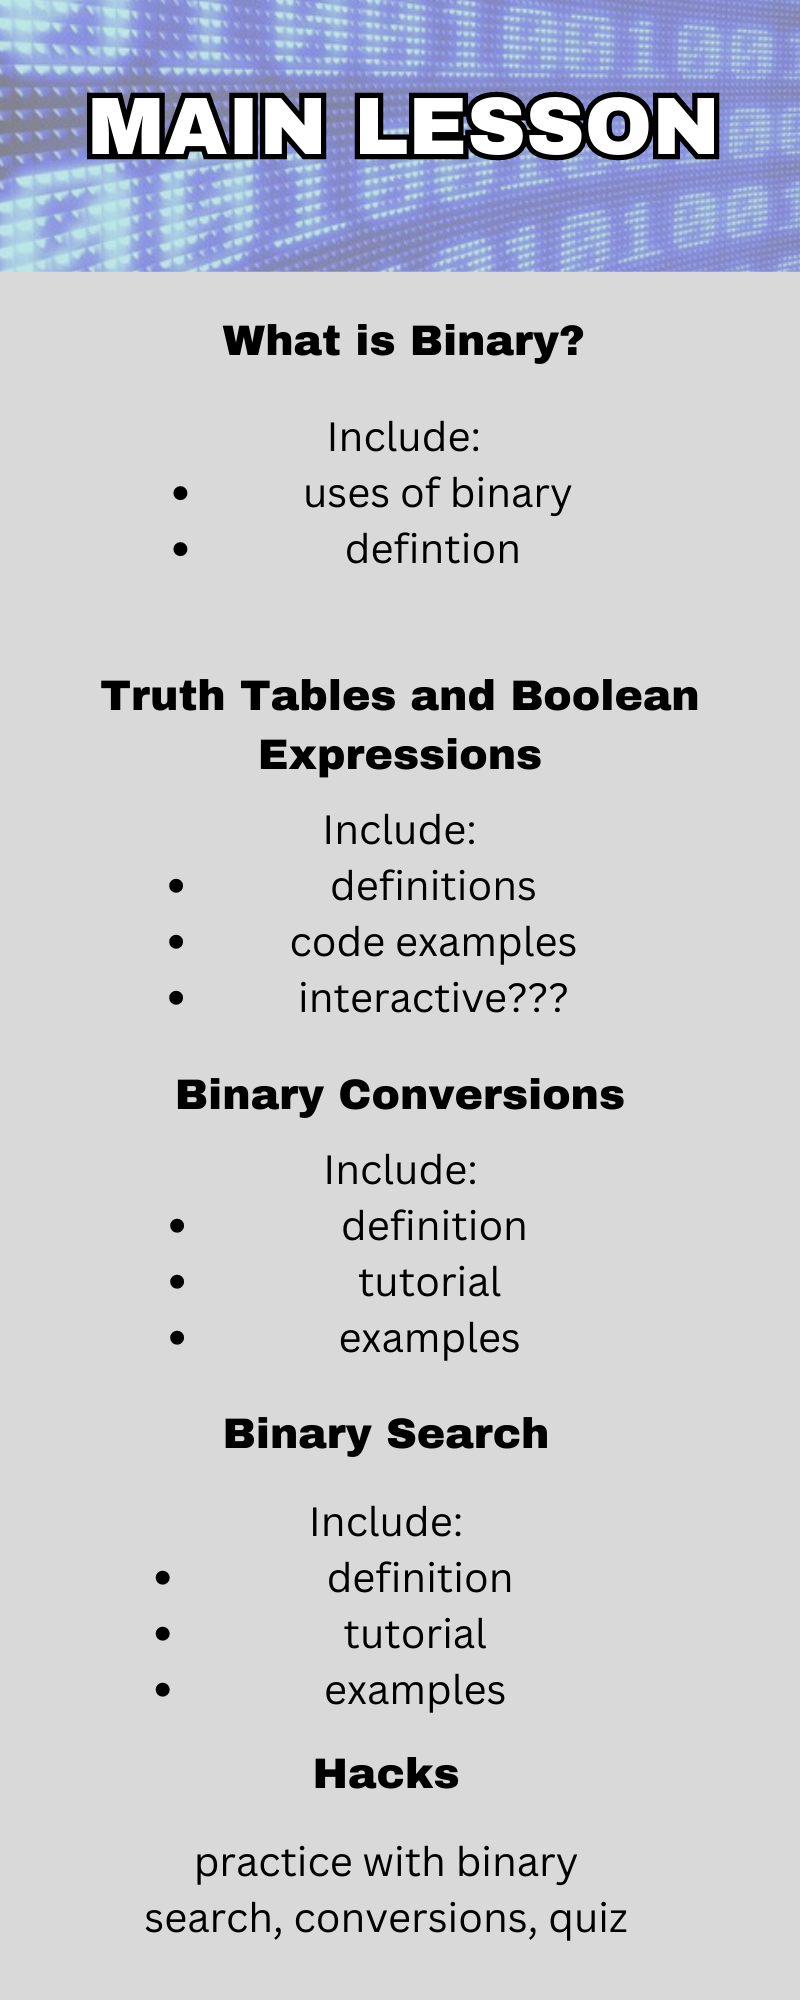 MAIN LESSON
What is Binary?
Include:
• uses of binary
• defintion
Truth Tables and Boolean
Expressions
Include:
• definitions
• code examples
• interactive???
Binary Conversions
Include:
• definition
• tutorial
• examples
Binary Search
Include:
• definition
• tutorial
• examples
Hacks
practice with binary
search, conversions, quiz